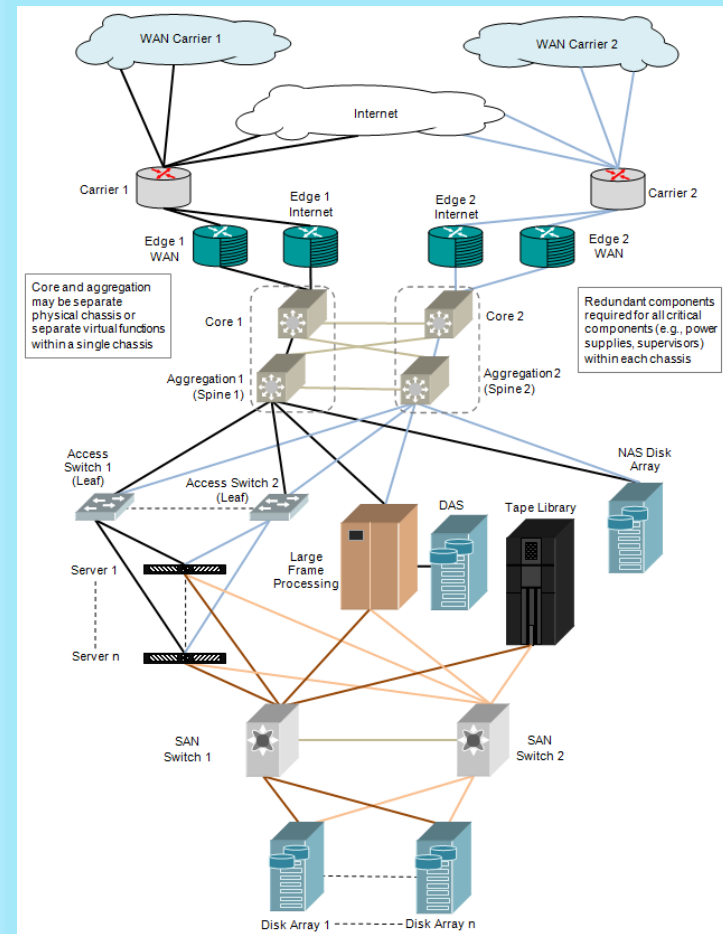 WAN Carrier 1
WAN Carrier 2
Internet
Carrier 1
Carrier 2
Edge 1
Internet
Edge 2
Internet
Edge 1
WAN
Edge 2
WAN
Core and aggregation
may be separate
physical chassis or
separate virtual functions
within a single chassis
Redundant components
required for all critical
components (e.g., power
supplies, supervisors)
within each chassis
Core 1
Core 2
Aggregation 1
(Spine 1)
Aggregation 2
(Spine 2)
Access
Switch 1
(Leaf)
Access Switch 2
(Leaf)
NAS Disk
Array
DAS
Tape Library
Large
Frame
Processing
Server 1
Server n
SAN
Switch 1
SAN
Switch 2
Disk Array 1
Disk Array n